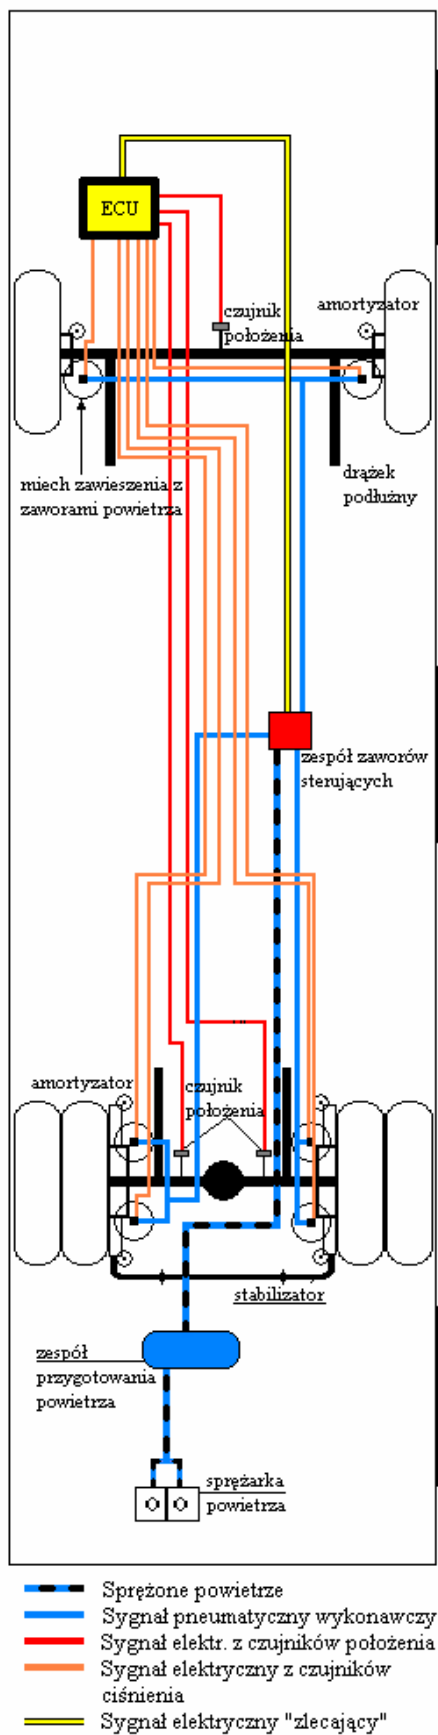 ECU
czujnik
położenia
amortyzator
miech zawieszenia z
zaworami powietrza
drążek
podłużny
zespół zaworów
sterujących
amortyzator
czujnik
położenia
stabilizator
zespół
przygotowania
powietrza
sprężarka
powietrza
Sprężone powietrze
Sygnał pneumatyczny wykonawczy
Sygnał elektr. z czujników położenia
Sygnał elektryczny z czujników
ciśnienia
Sygnał elektryczny "zlecający"